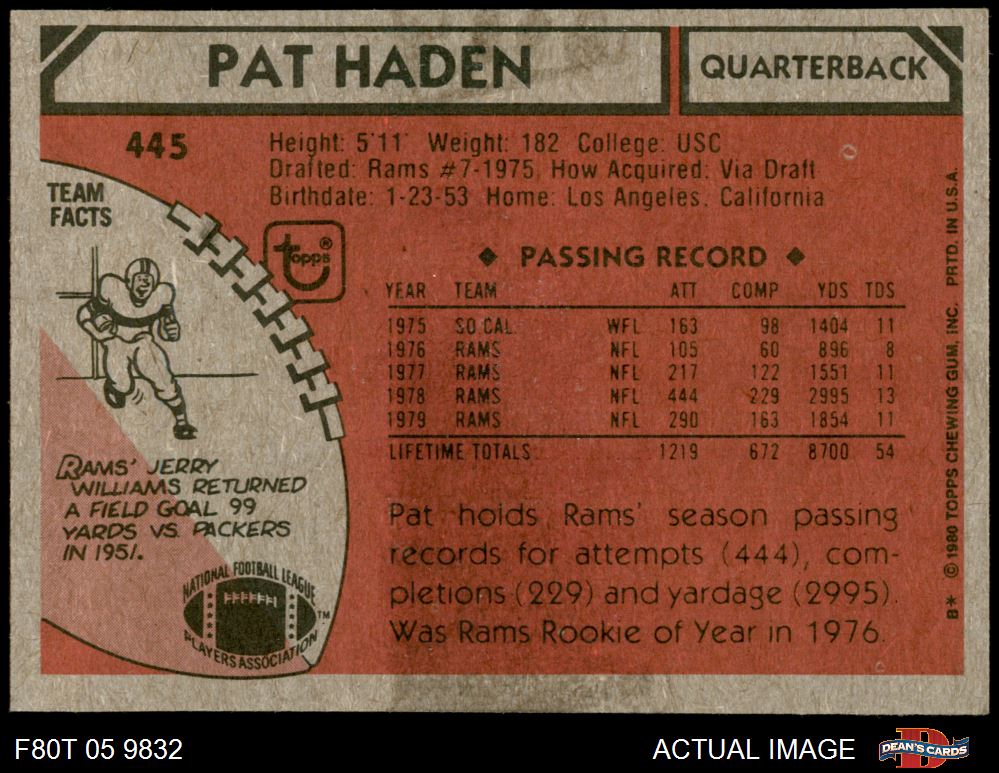 PAT HADEN
QUARTERBACK
445
Height: 5'11" Weight: 182 College: USC
Drafted: Rams #7-1975 How Acquired: Via Draft
Birthdate: 1-23-53 Home: Los Angeles, California
TEAM
FACTS
topps®
◆ PASSING RECORD ◆
YEAR TEAM ATT COMP YDS TDS
1975 SO CAL. WFL 163 98 1404 11
1976 RAMS NFL 105 60 896 8
1977 RAMS NFL 217 122 1551 11
1978 RAMS NFL 444 229 2995 13
1979 RAMS NFL 290 163 1854 11
LIFETIME TOTALS 1219 672 8700 54
RAMS' JERRY
WILLIAMS RETURNED
A FIELD GOAL 99
YARDS VS. PACKERS
IN 1951.
Pat holds Rams' season passing
records for attempts (444), com-
pletions (229) and yardage (2995).
Was Rams Rookie of Year in 1976.
NATIONAL FOOTBALL LEAGUE
PLAYERS ASSOCIATION
TM
B* © 1980 TOPPS CHEWING GUM, INC. PRTD. IN U.S.A.
F80T 05 9832
ACTUAL IMAGE
DEAN'S CARDS